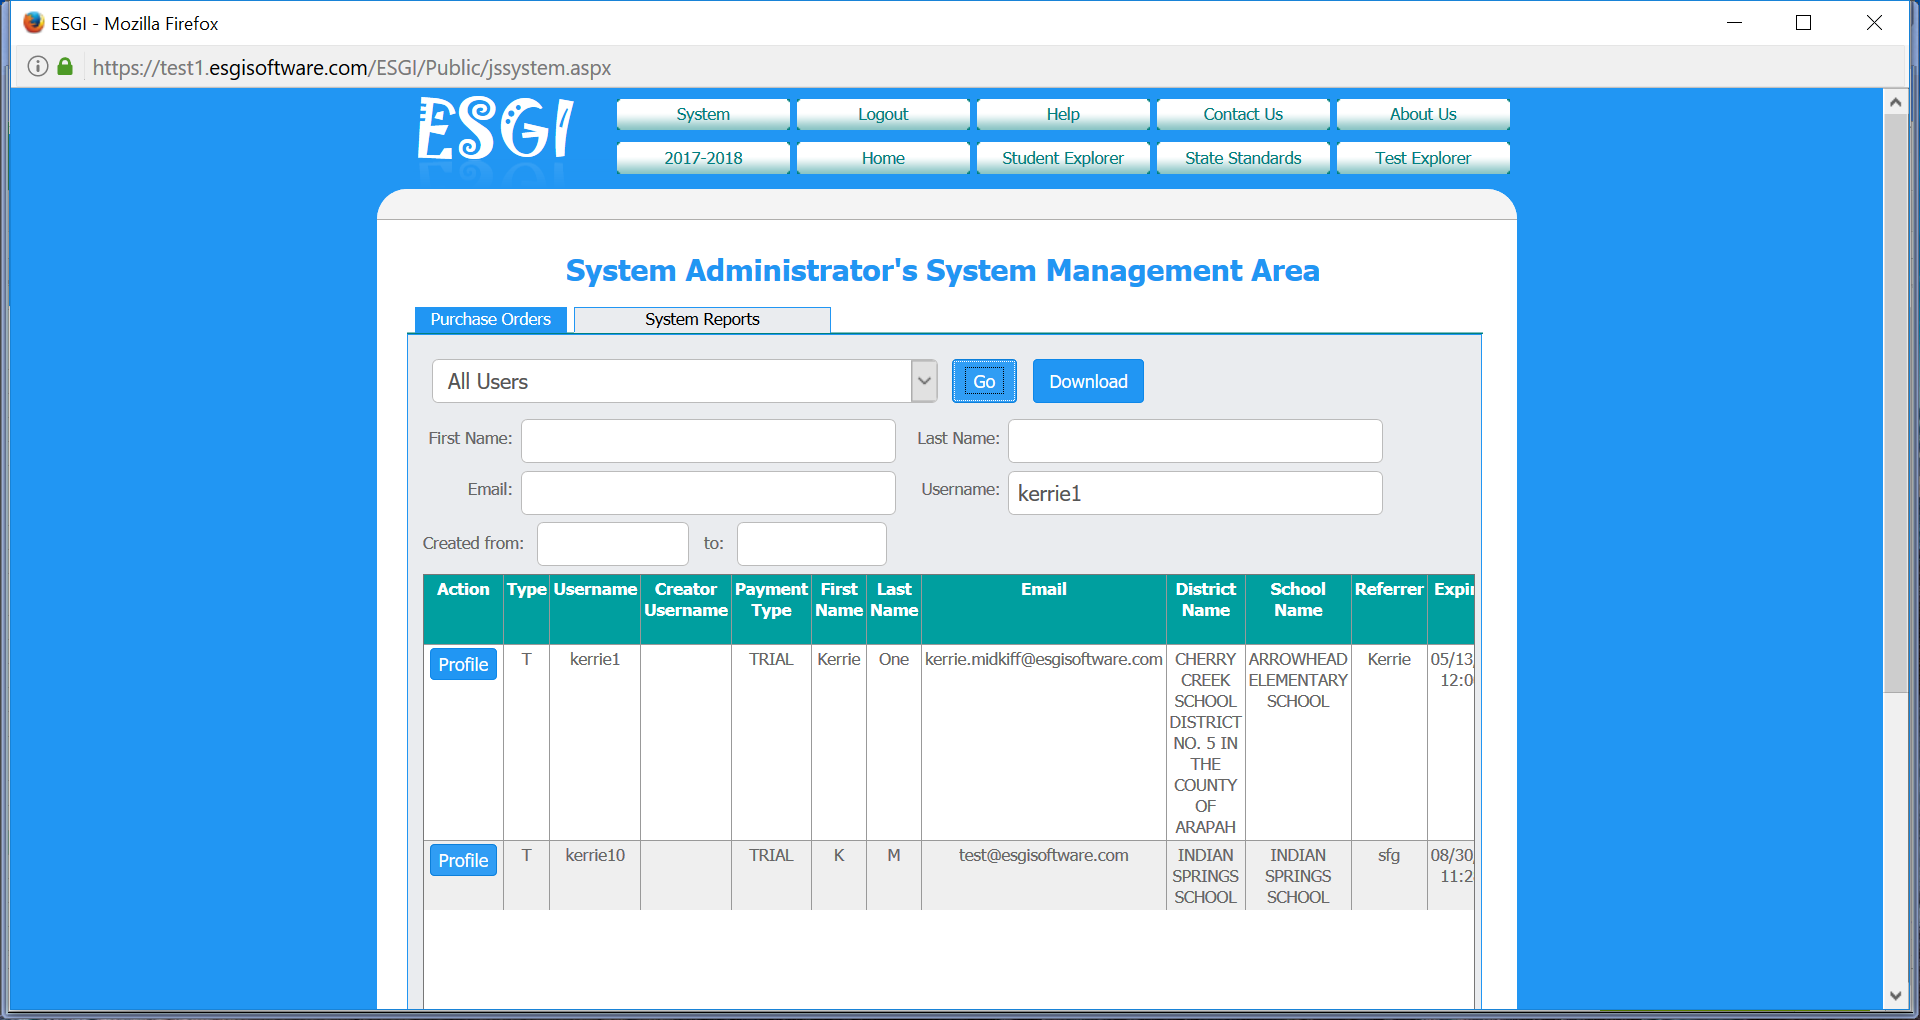 ESGI - Mozilla Firefox
https://test1.esgisoftware.com/ESGI/Public/jssystem.aspx
ESGI
System Logout Help Contact Us About Us
2017-2018 Home Student Explorer State Standards Test Explorer
System Administrator's System Management Area
Purchase Orders System Reports
All Users Go Download
First Name: Last Name:
Email: Username: kerrie1
Created from: to:
Action Type Username Creator Payment First Last Email District School Referrer Expir
Username Type Name Name Name Name
Profile T kerrie1 TRIAL Kerrie One kerrie.midkiff@esgisoftware.com CHERRY ARROWHEAD Kerrie 05/13/
CREEK ELEMENTARY 12:0
SCHOOL SCHOOL
DISTRICT
NO. 5 IN
THE
COUNTY
OF
ARAPAH
Profile T kerrie10 TRIAL K M test@esgisoftware.com INDIAN INDIAN sfg 08/30/
SPRINGS SPRINGS 11:2
SCHOOL SCHOOL